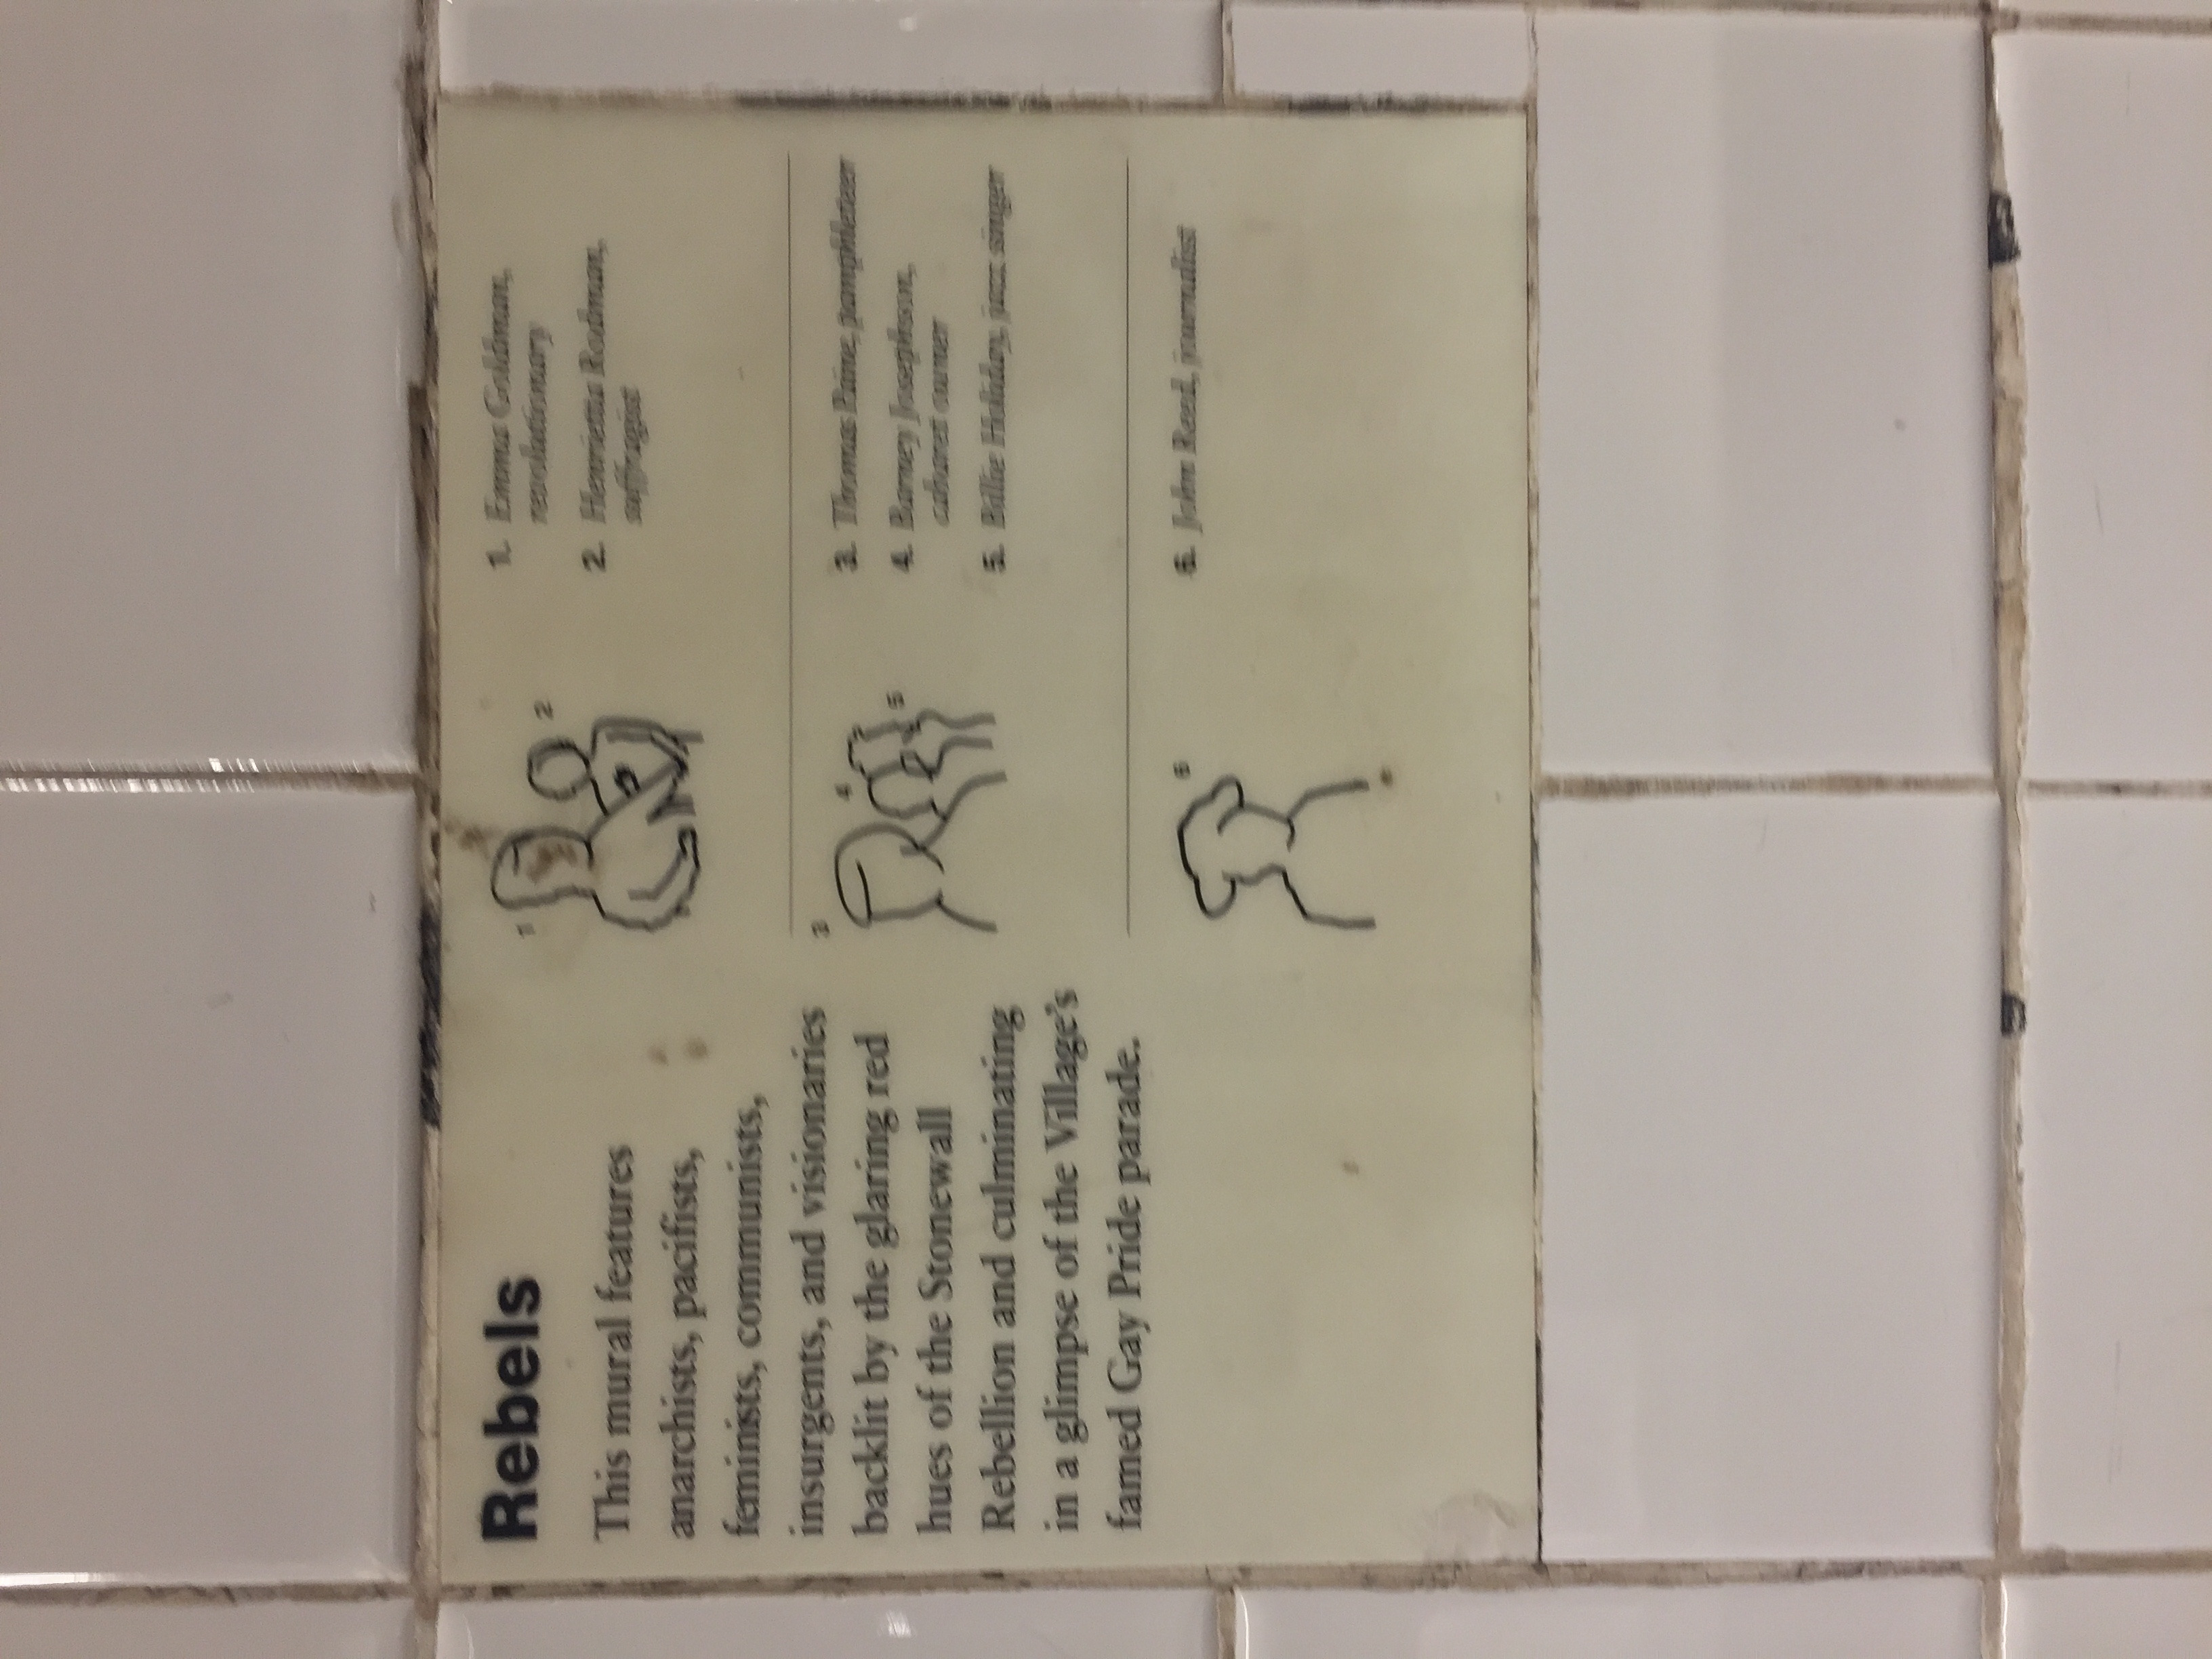 Rebels
This mural features
anarchists, pacifists,
feminists, communists,
insurgents, and visionaries
backlit by the glaring red
hues of the Stonewall
Rebellion and culminating
in a glimpse of the Village's
famed Gay Pride parade.
1
2
1. Emma Goldman,
revolutionary
2. Henrietta Rodman,
suffragist
3
4
5
3. Thomas Paine, pamphleteer
4. Barney Josephson,
cabaret owner
5. Billie Holiday, jazz singer
6
6. John Reed, journalist